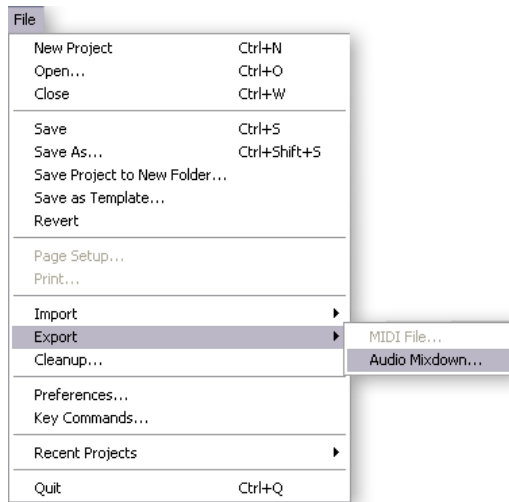 File
New Project Ctrl+N
Open... Ctrl+O
Close Ctrl+W
Save Ctrl+S
Save As... Ctrl+Shift+S
Save Project to New Folder...
Save as Template...
Revert
Page Setup...
Print...
Import
Export
MIDI File...
Cleanup...
Audio Mixdown...
Preferences...
Key Commands...
Recent Projects
Quit Ctrl+Q